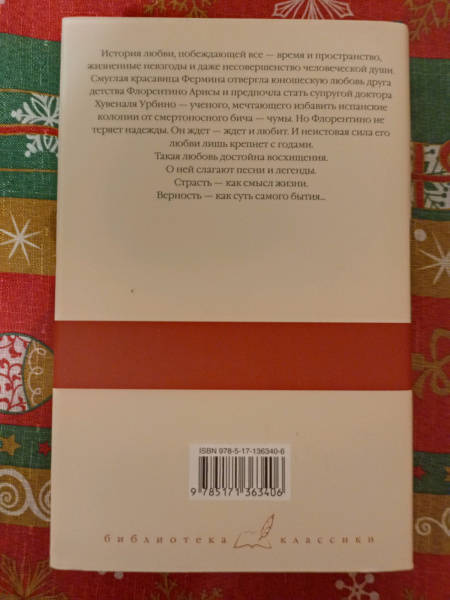 История любви, побеждающей все — время и пространство,
жизненные невзгоды и даже несовершенство человеческой души.
Смуглая красавица Фермина отвергла юношескую любовь друга
детства Флорентино Арисы и предпочла стать супругой доктора
Хувеналя Урбино — ученого, мечтающего избавить испанские
колонии от смертоносного бича — чумы. Но Флорентино не
теряет надежды. Он ждет — ждет и любит. И неистовая сила его
любви лишь крепнет с годами.
Такая любовь достойна восхищения.
О ней слагают песни и легенды.
Страсть — как смысл жизни.
Верность — как суть самого бытия...
ISBN 978-5-17-136340-6
9 785171 363406
библиотека классики